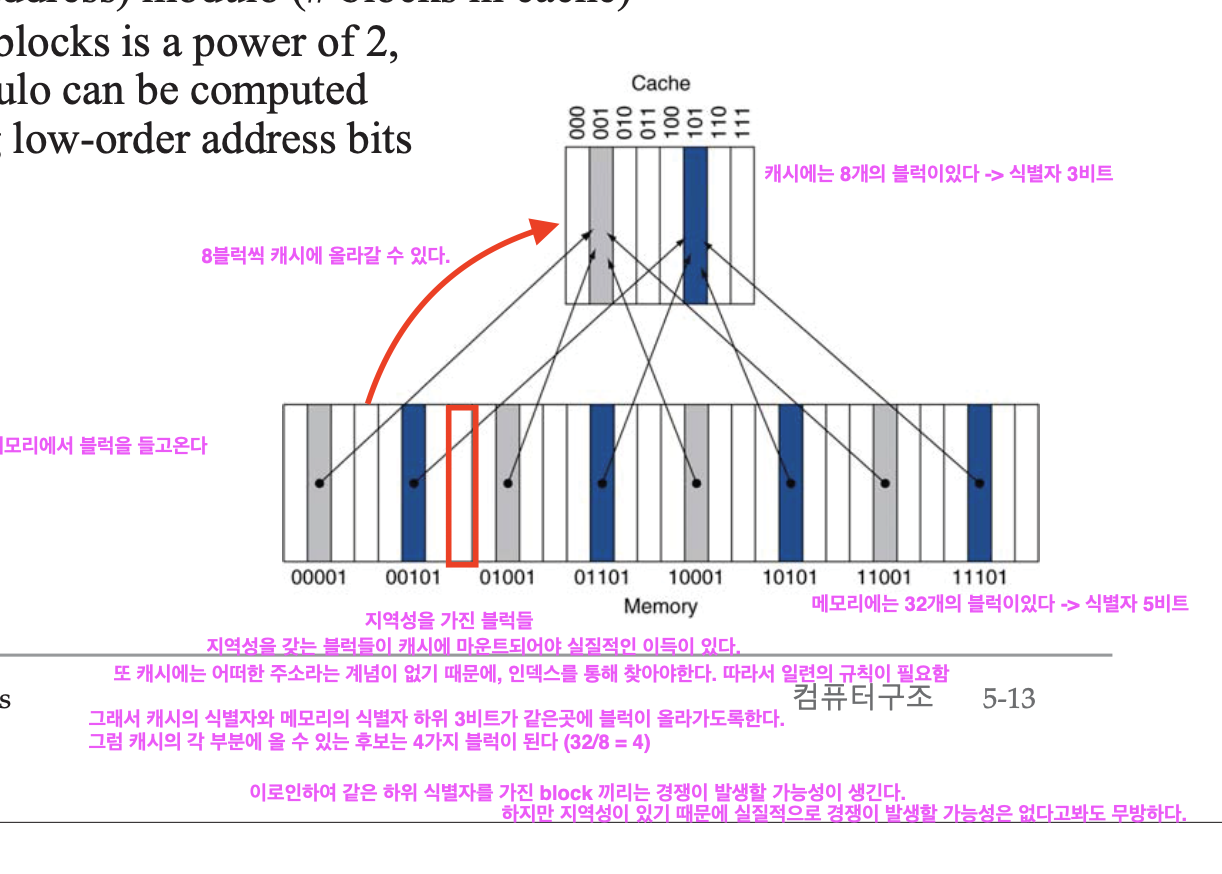 address) modulo (# blocks in cache)
blocks is a power of 2,
ulo can be computed
low-order address bits
Cache
000 001 010 011 100 101 110 111
캐시에는 8개의 블럭이있다 -> 식별자 3비트
8블럭씩 캐시에 올라갈 수 있다.
메모리에서 블럭을 들고온다
00001 00101 01001 01101 10001 10101 11001 11101
Memory
메모리에는 32개의 블럭이있다 -> 식별자 5비트
지역성을 가진 블럭들
지역성을 갖는 블럭들이 캐시에 마운트되어야 실질적인 이득이 있다.
또 캐시에는 어떠한 주소라는 계념이 없기 때문에, 인덱스를 통해 찾아야한다. 따라서 일련의 규칙이 필요함
s
컴퓨터구조 5-13
그래서 캐시의 식별자와 메모리의 식별자 하위 3비트가 같은곳에 블럭이 올라가도록한다.
그럼 캐시의 각 부분에 올 수 있는 후보는 4가지 블럭이 된다 (32/8 = 4)
이로인하여 같은 하위 식별자를 가진 block 끼리는 경쟁이 발생할 가능성이 생긴다.
하지만 지역성이 있기 때문에 실질적으로 경쟁이 발생할 가능성은 없다고봐도 무방하다.